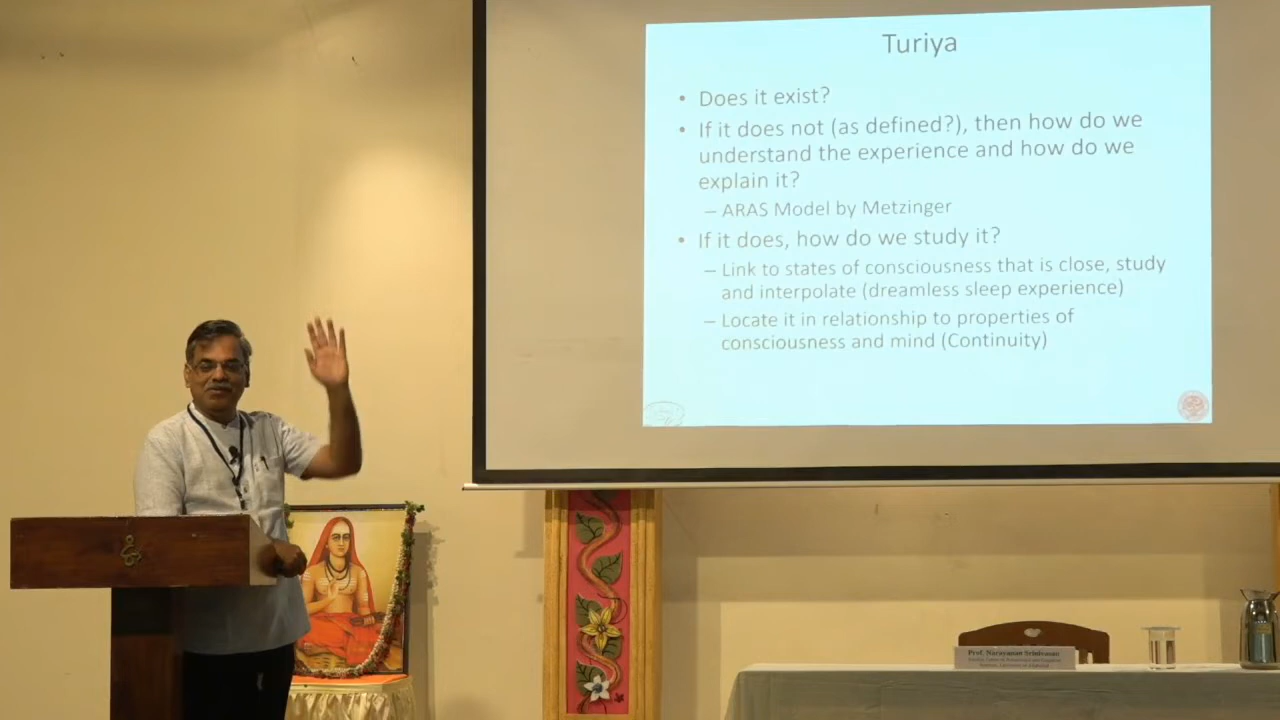 Turiya
• Does it exist?
• If it does not (as defined?), then how do we
understand the experience and how do we
explain it?
– ARAS Model by Metzinger
• If it does, how do we study it?
– Link to states of consciousness that is close, study
and interpolate (dreamless sleep experience)
– Locate it in relationship to properties of
consciousness and mind (Continuity)
Prof. Narayanan Srinivasan